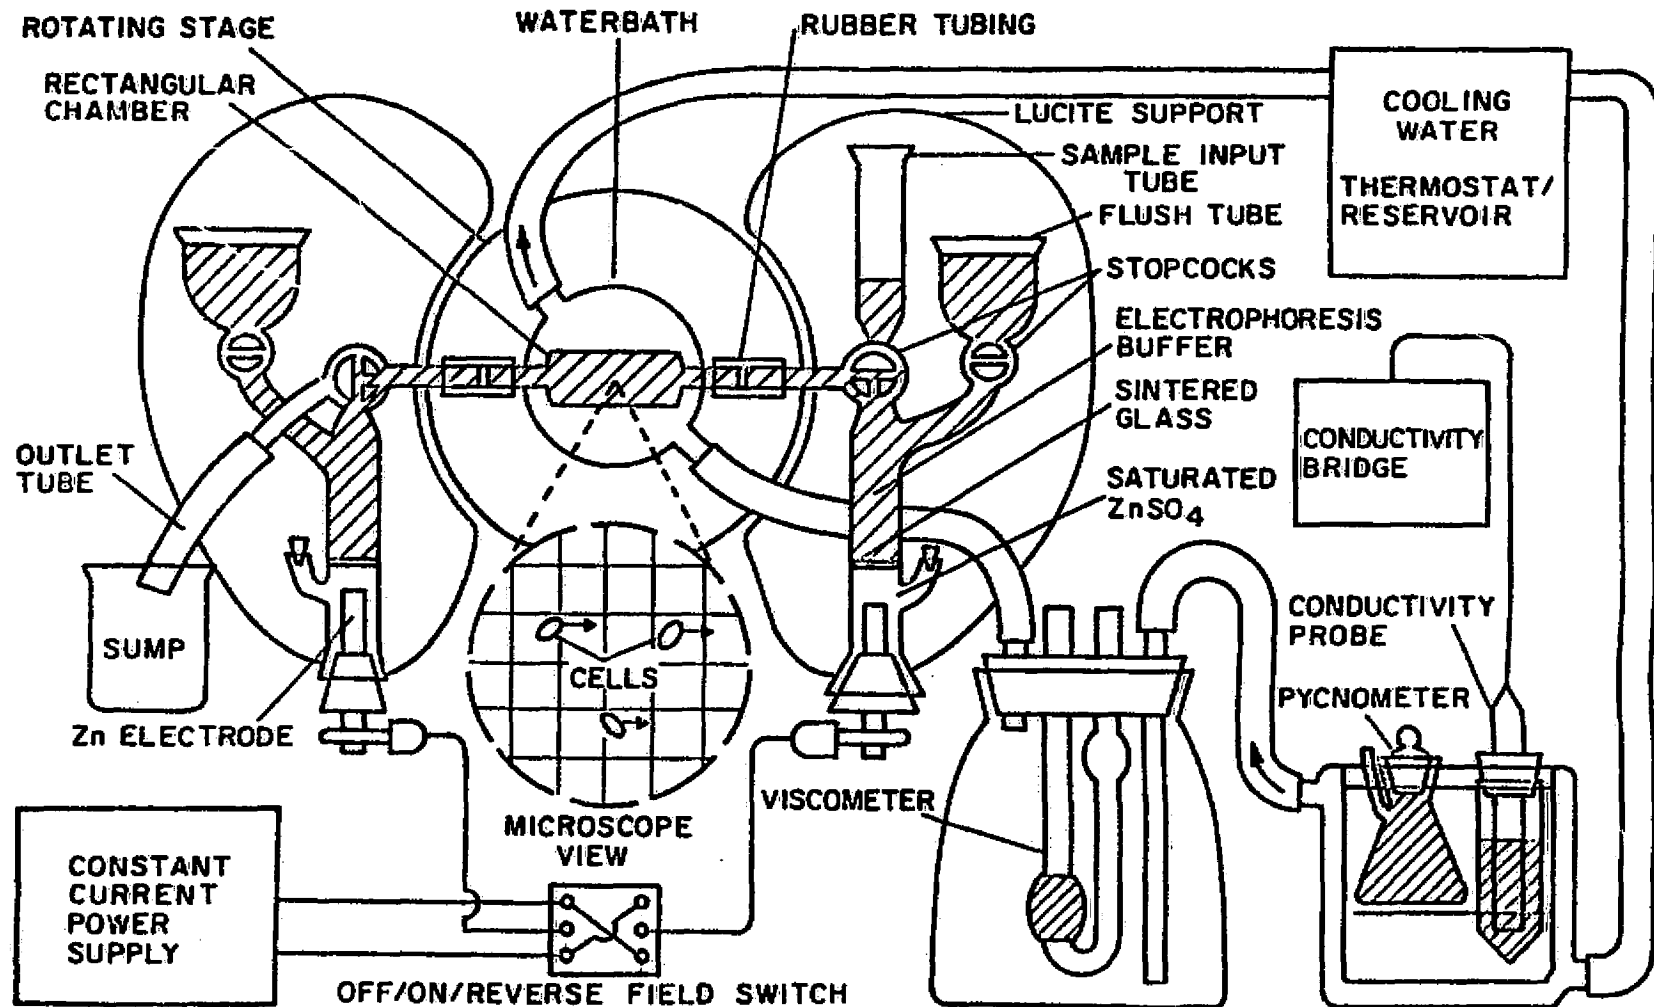 ROTATING STAGE
WATERBATH
RUBBER TUBING
RECTANGULAR
CHAMBER
LUCITE SUPPORT
COOLING
WATER
THERMOSTAT/
RESERVOIR
SAMPLE INPUT
TUBE
FLUSH TUBE
STOPCOCKS
ELECTROPHORESIS
BUFFER
SINTERED
GLASS
CONDUCTIVITY
BRIDGE
OUTLET
TUBE
SATURATED
ZnSO4
SUMP
CELLS
CONDUCTIVITY
PROBE
PYCNOMETER
Zn ELECTRODE
VISCOMETER
MICROSCOPE
VIEW
CONSTANT
CURRENT
POWER
SUPPLY
OFF/ON/REVERSE FIELD SWITCH